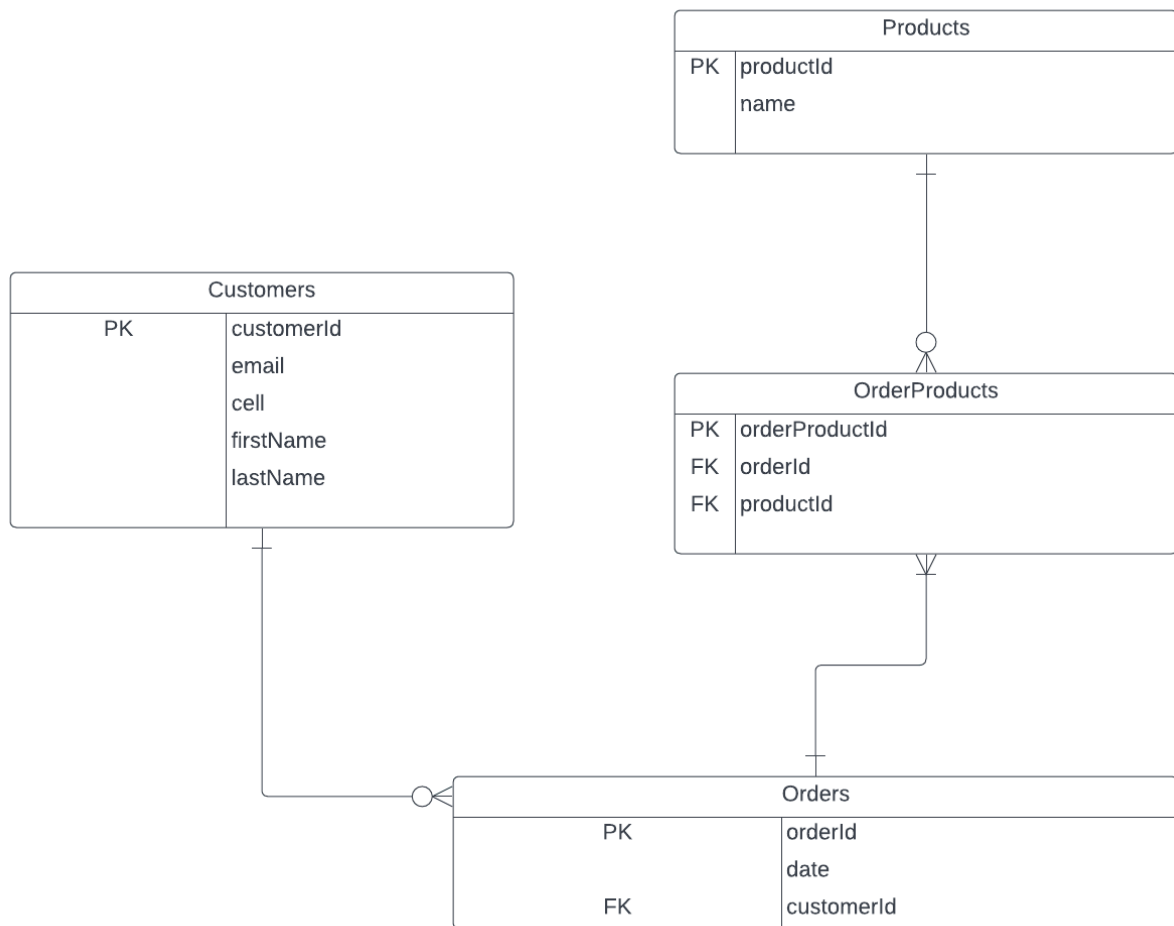 Products
PK productId
name
Customers
PK customerId
email
cell
firstName
lastName
OrderProducts
PK orderProductId
FK orderId
FK productId
Orders
PK orderId
date
FK customerId